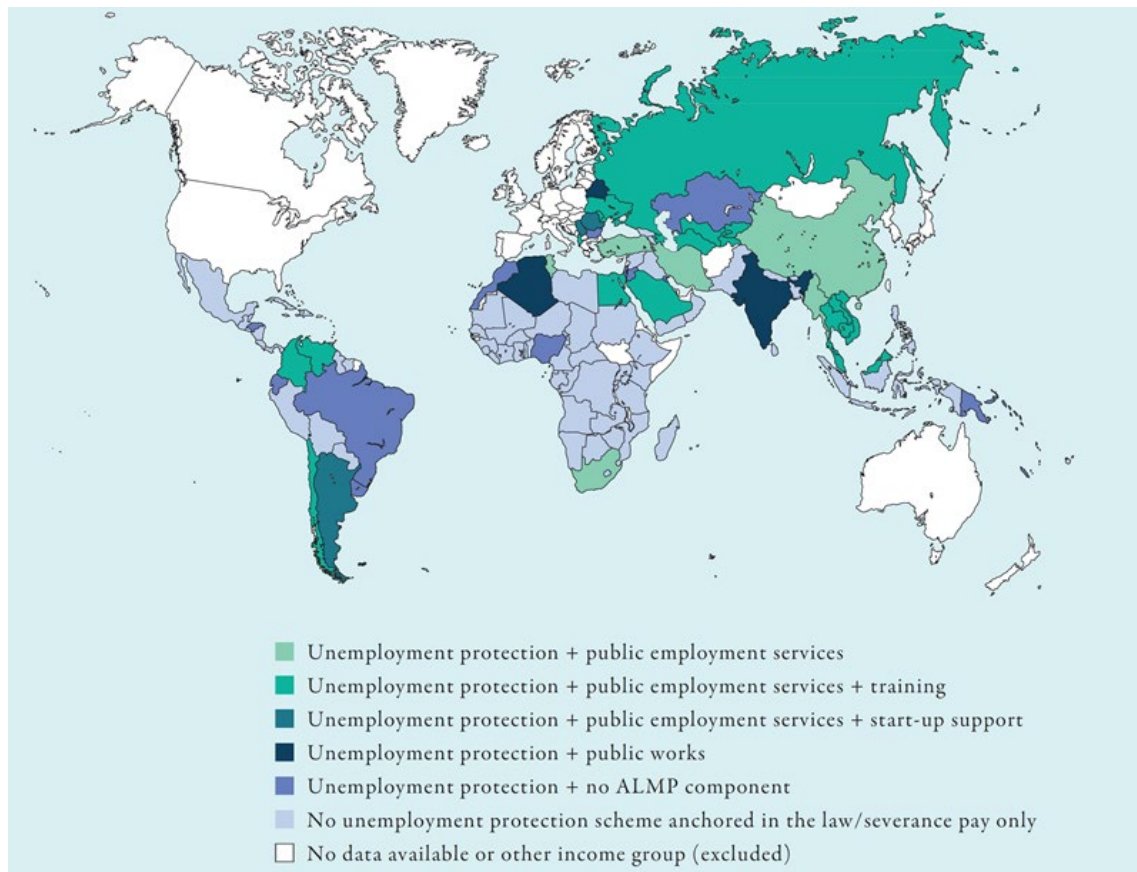 Unemployment protection + public employment services
Unemployment protection + public employment services + training
Unemployment protection + public employment services + start-up support
Unemployment protection + public works
Unemployment protection + no ALMP component
No unemployment protection scheme anchored in the law/severance pay only
No data available or other income group (excluded)